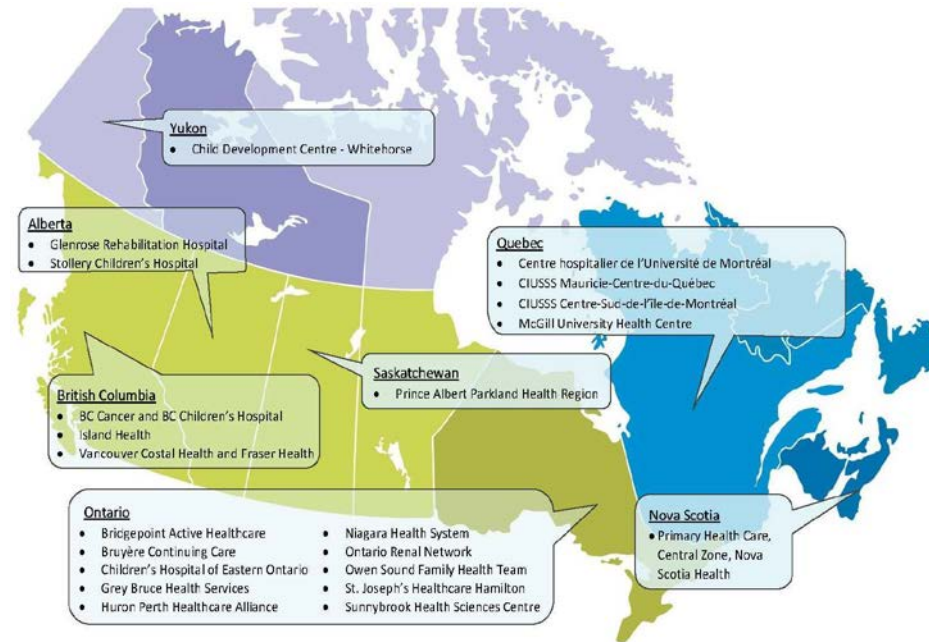 Yukon
• Child Development Centre - Whitehorse
Alberta
• Glenrose Rehabilitation Hospital
• Stollery Children's Hospital
Quebec
• Centre hospitalier de l'Université de Montréal
• CIUSSS Mauricie-Centre-du-Québec
• CIUSSS Centre-Sud-de-l'île-de-Montréal
• McGill University Health Centre
Saskatchewan
• Prince Albert Parkland Health Region
British Columbia
• BC Cancer and BC Children's Hospital
• Island Health
• Vancouver Costal Health and Fraser Health
Ontario
• Bridgepoint Active Healthcare
• Bruyère Continuing Care
• Children's Hospital of Eastern Ontario
• Grey Bruce Health Services
• Huron Perth Healthcare Alliance
• Niagara Health System
• Ontario Renal Network
• Owen Sound Family Health Team
• St. Joseph's Healthcare Hamilton
• Sunnybrook Health Sciences Centre
Nova Scotia
• Primary Health Care,
Central Zone, Nova
Scotia Health